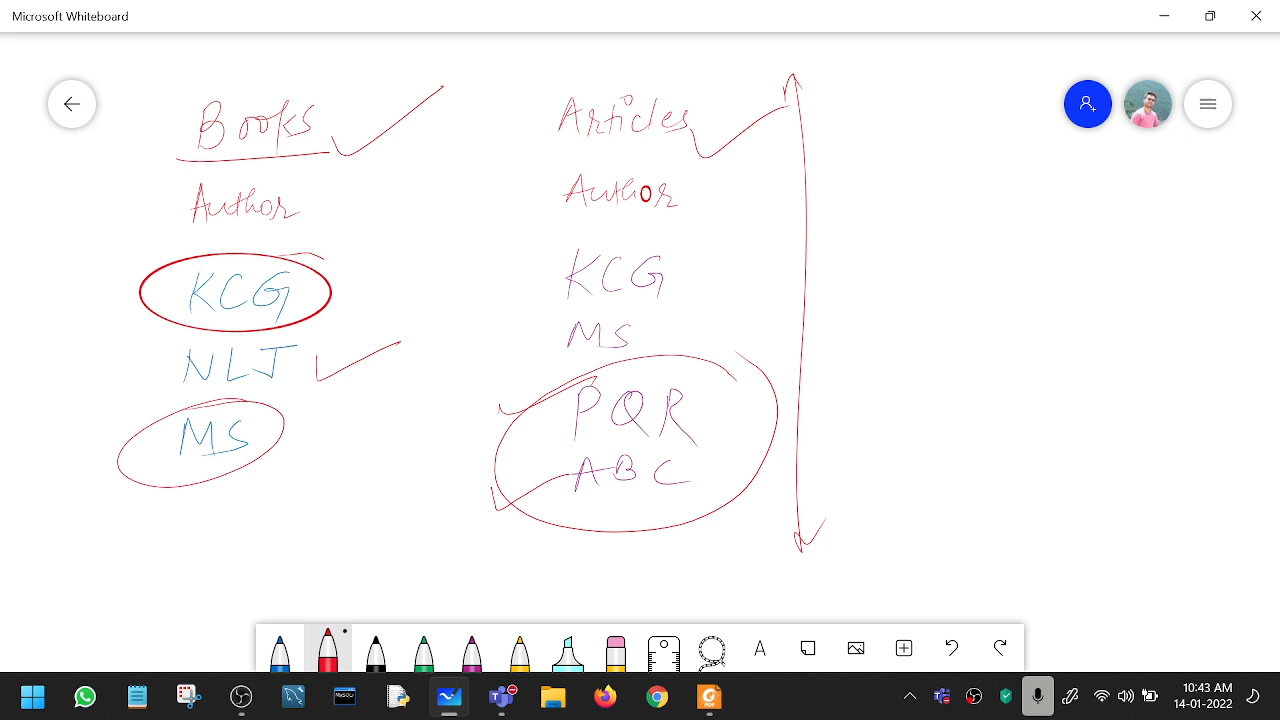 Microsoft Whiteboard
Books
Author
KCG
NLJ
MS
Articles
Author
KCG
MS
PQR
ABC
A
10:43 AM
14-01-2022